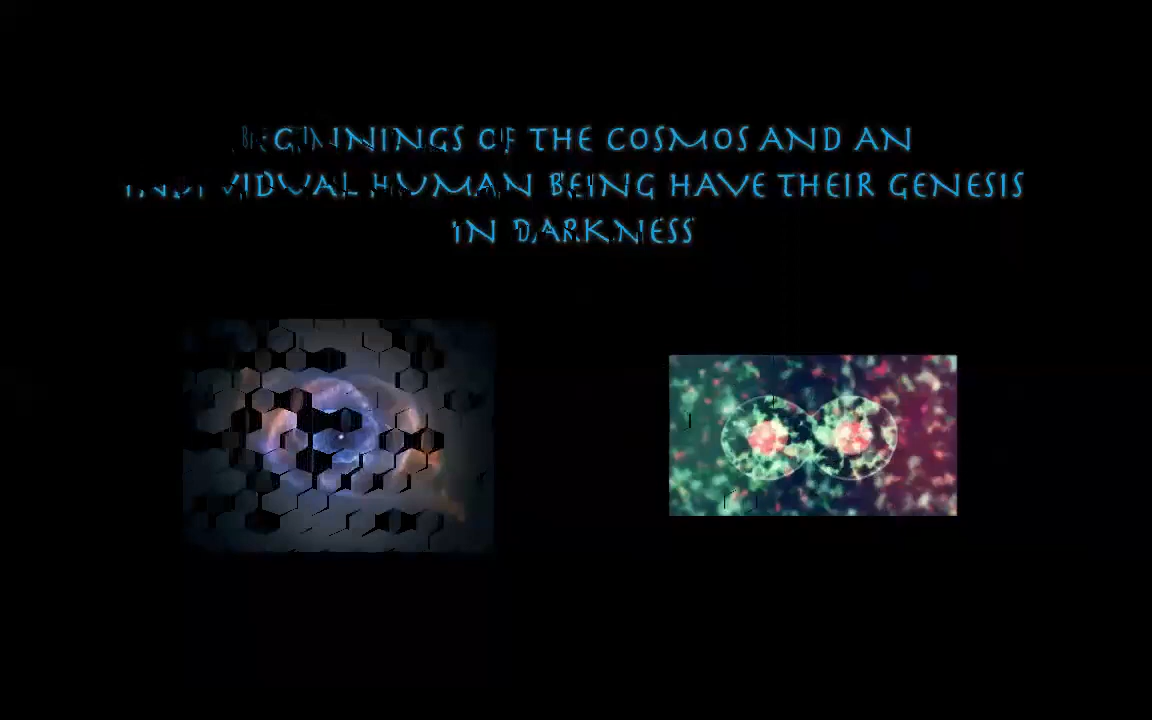 BEGINNINGS OF THE COSMOS AND AN
INDIVIDUAL HUMAN BEING HAVE THEIR GENESIS
IN DARKNESS